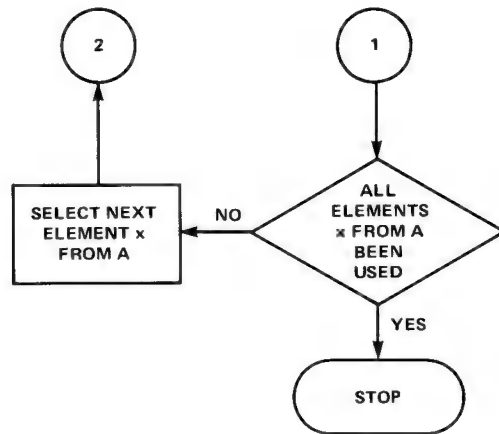 2
1
SELECT NEXT
ELEMENT x
FROM A
NO
ALL
ELEMENTS
x FROM A
BEEN
USED
YES
STOP